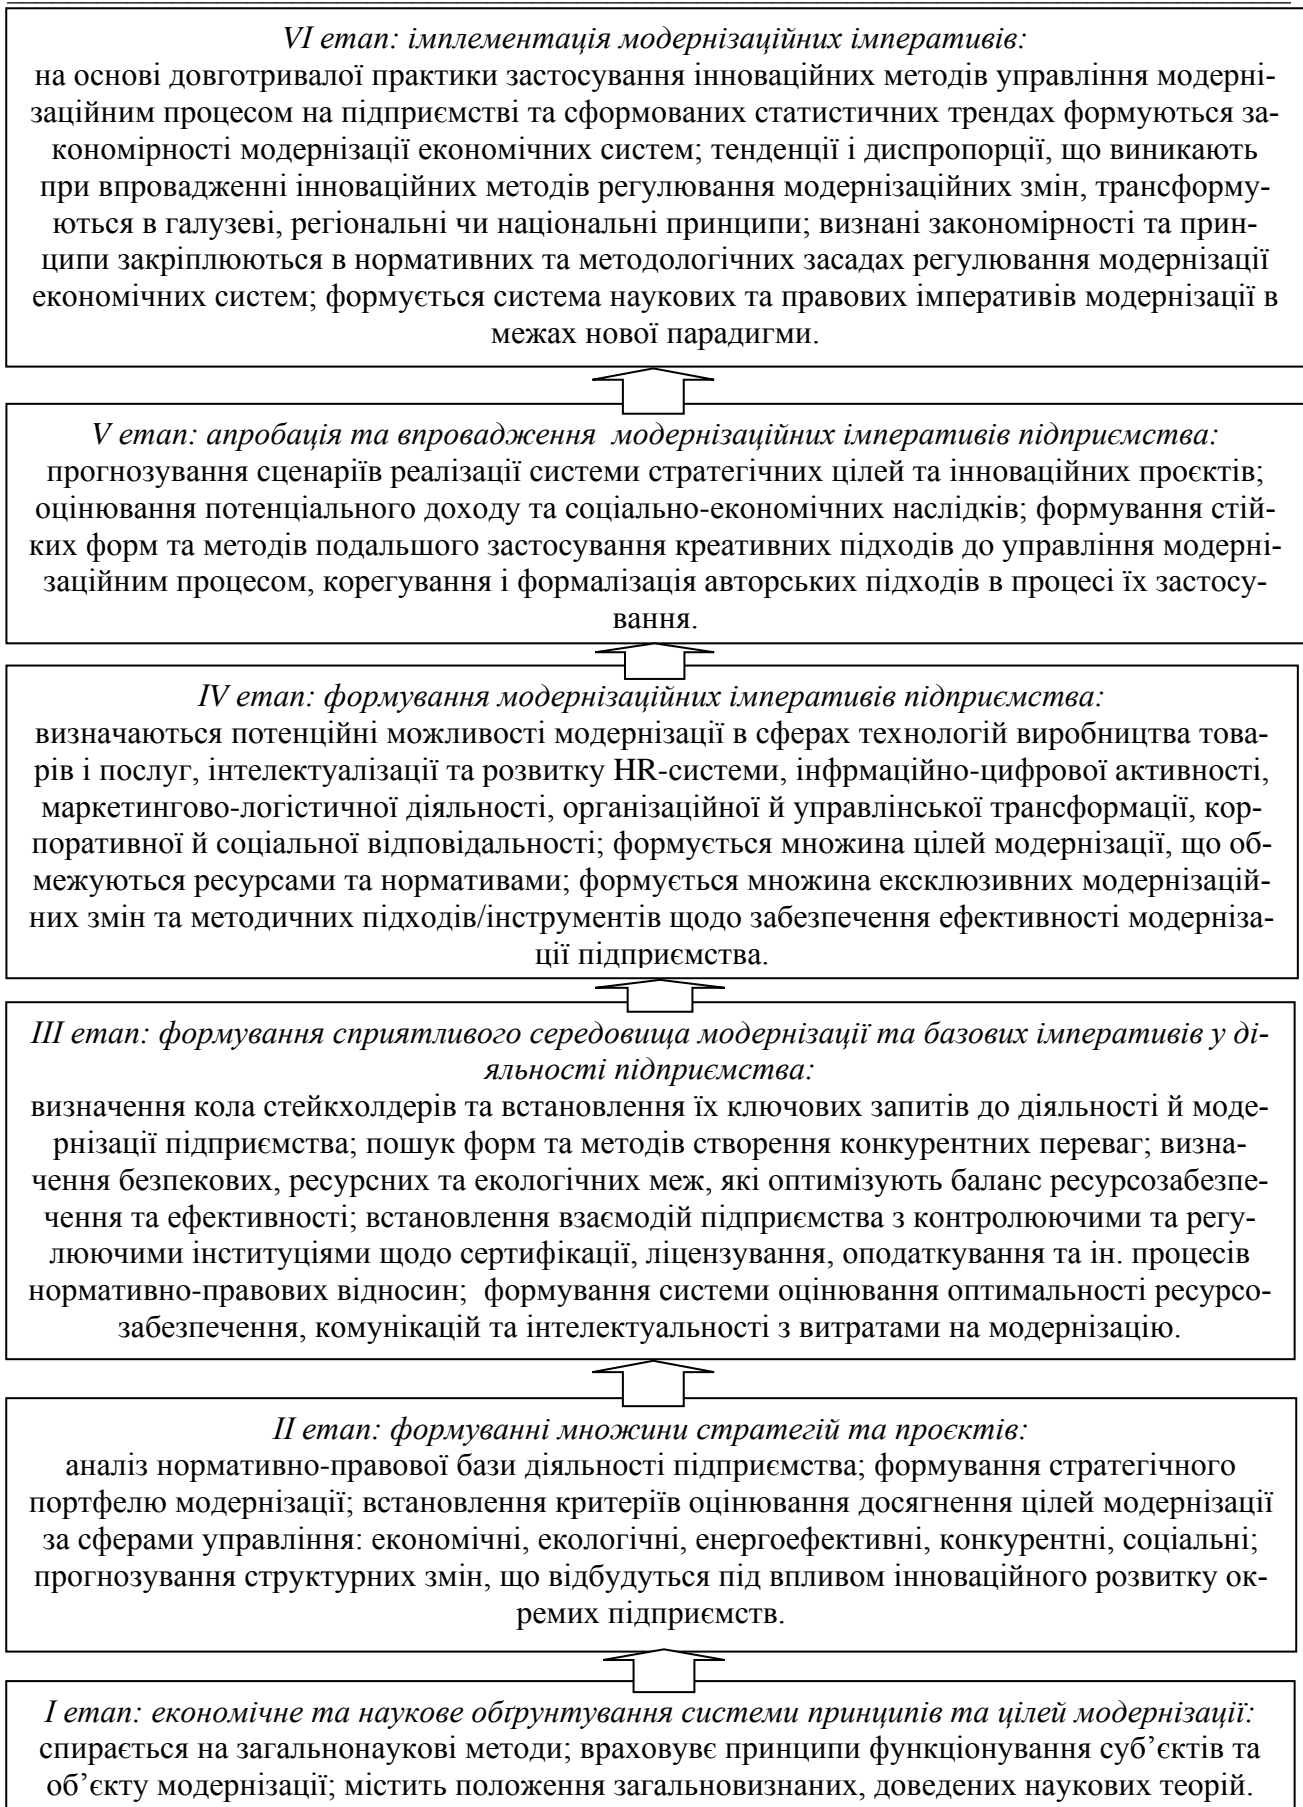 VI етап: імплементація модернізаційних імперативів:
на основі довготривалої практики застосування інноваційних методів управління модерні-
заційним процесом на підприємстві та сформованих статистичних трендах формуються за-
кономірності модернізації економічних систем; тенденції і диспропорції, що виникають
при впровадженні інноваційних методів регулювання модернізаційних змін, трансформу-
ються в галузеві, регіональні чи національні принципи; визнані закономірності та прин-
ципи закріплюються в нормативних та методологічних засадах регулювання модернізації
економічних систем; формується система наукових та правових імперативів модернізації в
межах нової парадигми.
V етап: апробація та впровадження модернізаційних імперативів підприємства:
прогнозування сценаріїв реалізації системи стратегічних цілей та інноваційних проєктів;
оцінювання потенціального доходу та соціально-економічних наслідків; формування стій-
ких форм та методів подальшого застосування креативних підходів до управління модерні-
заційним процесом, корегування і формалізація авторських підходів в процесі їх застосу-
вання.
IV етап: формування модернізаційних імперативів підприємства:
визначаються потенційні можливості модернізації в сферах технологій виробництва това-
рів і послуг, інтелектуалізації та розвитку HR-системи, інфрмаційно-цифрової активності,
маркетингово-логістичної діяльності, організаційної й управлінської трансформації, кор-
поративної й соціальної відповідальності; формується множина цілей модернізації, що об-
межуються ресурсами та нормативами; формується множина ексклюзивних модернізацій-
них змін та методичних підходів/інструментів щодо забезпечення ефективності модерніза-
ції підприємства.
III етап: формування сприятливого середовища модернізації та базових імперативів у ді-
яльності підприємства:
визначення кола стейкхолдерів та встановлення їх ключових запитів до діяльності й моде-
рнізації підприємства; пошук форм та методів створення конкурентних переваг; визна-
чення безпекових, ресурсних та екологічних меж, які оптимізують баланс ресурсозабезпе-
чення та ефективності; встановлення взаємодій підприємства з контролюючими та регу-
люючими інституціями щодо сертифікації, ліцензування, оподаткування та ін. процесів
нормативно-правових відносин; формування системи оцінювання оптимальності ресурсо-
забезпечення, комунікацій та інтелектуальності з витратами на модернізацію.
II етап: формуванні множини стратегій та проєктів:
аналіз нормативно-правової бази діяльності підприємства; формування стратегічного
портфелю модернізації; встановлення критеріїв оцінювання досягнення цілей модернізації
за сферами управління: економічні, екологічні, енергоефективні, конкурентні, соціальні;
прогнозування структурних змін, що відбудуться під впливом інноваційного розвитку ок-
ремих підприємств.
I етап: економічне та наукове обґрунтування системи принципів та цілей модернізації:
спирається на загальнонаукові методи; враховувє принципи функціонування суб’єктів та
об’єкту модернізації; містить положення загальновизнаних, доведених наукових теорій.